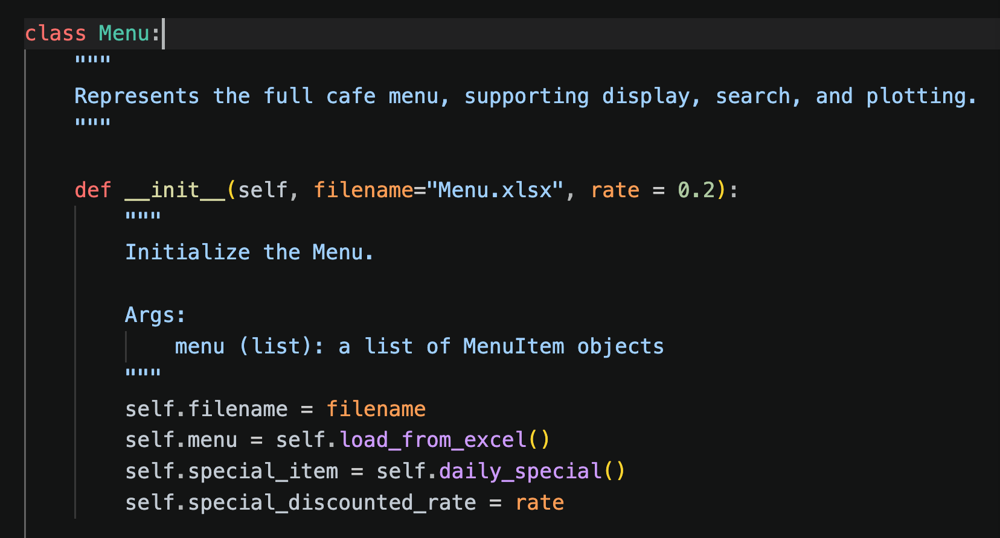 class Menu:
    """
    Represents the full cafe menu, supporting display, search, and plotting.
    """

    def __init__(self, filename="Menu.xlsx", rate = 0.2):
        """
        Initialize the Menu.

        Args:
            menu (list): a list of MenuItem objects
        """
        self.filename = filename
        self.menu = self.load_from_excel()
        self.special_item = self.daily_special()
        self.special_discounted_rate = rate